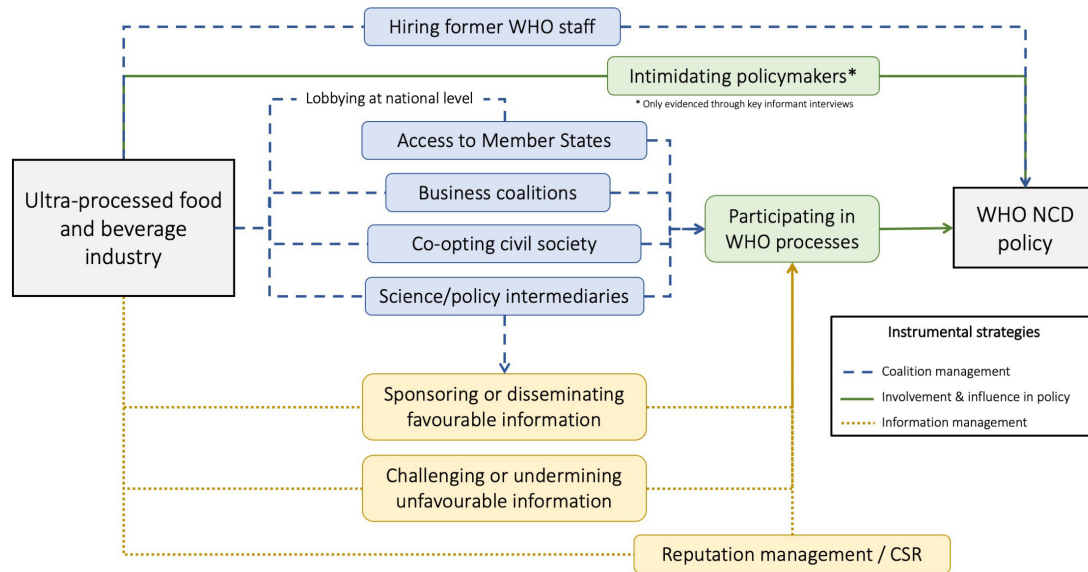 Hiring former WHO staff
Intimidating policymakers*
* Only evidenced through key informant interviews
Lobbying at national level
Access to Member States
Ultra-processed food
and beverage
industry
Business coalitions
Co-opting civil society
Science/policy intermediaries
Participating in
WHO processes
WHO NCD
policy
Instrumental strategies
Coalition management
Involvement & influence in policy
Information management
Sponsoring or disseminating
favourable information
Challenging or undermining
unfavourable information
Reputation management / CSR